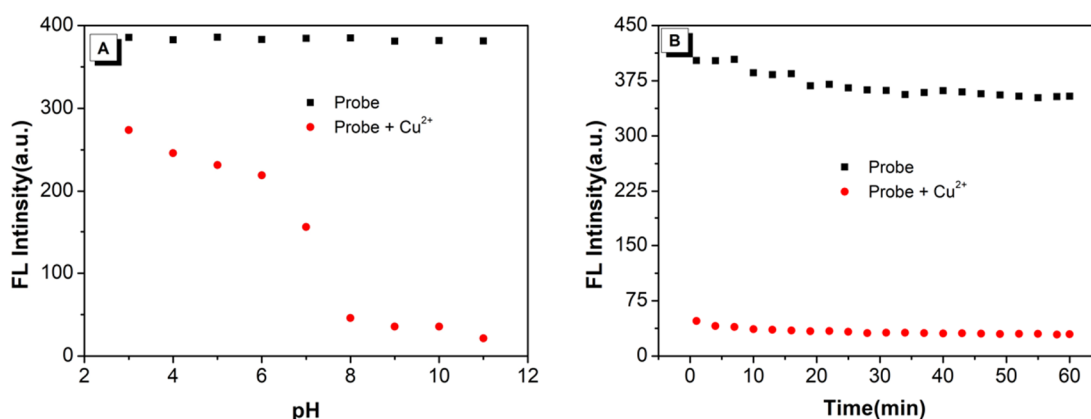 A
Probe
Probe + Cu²⁺
FL Intinsity(a.u.)
400
300
200
100
0
2
4
6
8
10
12
pH
B
Probe
Probe + Cu²⁺
FL Intinsity(a.u.)
450
375
300
225
150
75
0
0
10
20
30
40
50
60
Time(min)